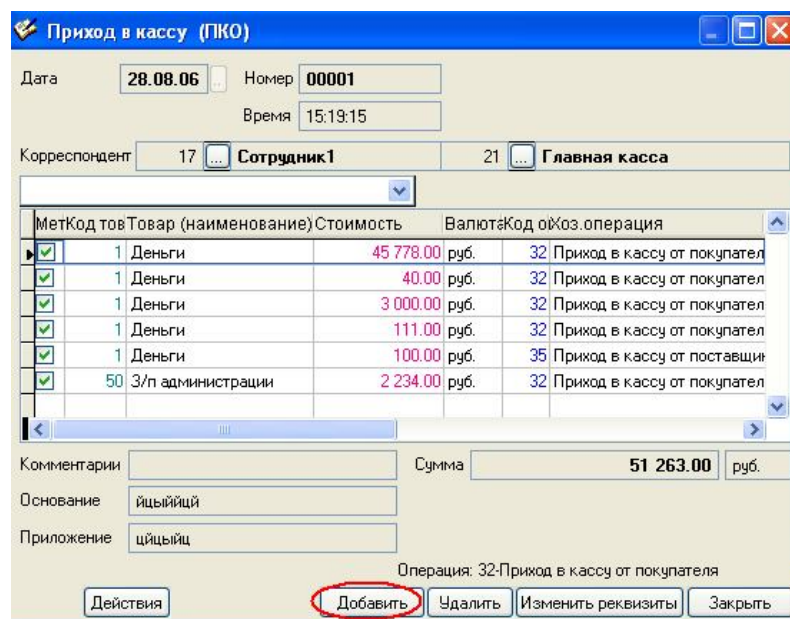 Приход в кассу (ПКО)
Дата 28.08.06 .. Номер 00001
Время 15:19:15
Корреспондент 17 ... Сотрудник1 21 ... Главная касса
Мет Код тов Товар (наименование) Стоимость Валюта Код о Хоз.операция
1 Деньги 45 778.00 руб. 32 Приход в кассу от покупател
1 Деньги 40.00 руб. 32 Приход в кассу от покупател
1 Деньги 3 000.00 руб. 32 Приход в кассу от покупател
1 Деньги 111.00 руб. 32 Приход в кассу от покупател
1 Деньги 100.00 руб. 35 Приход в кассу от поставщин
50 З/п администрации 2 234.00 руб. 32 Приход в кассу от покупател
Комментарии Сумма 51 263.00 руб.
Основание йцыййцй
Приложение цйцыйц
Операция: 32-Приход в кассу от покупателя
Действия Добавить Удалить Изменить реквизиты Закрыть